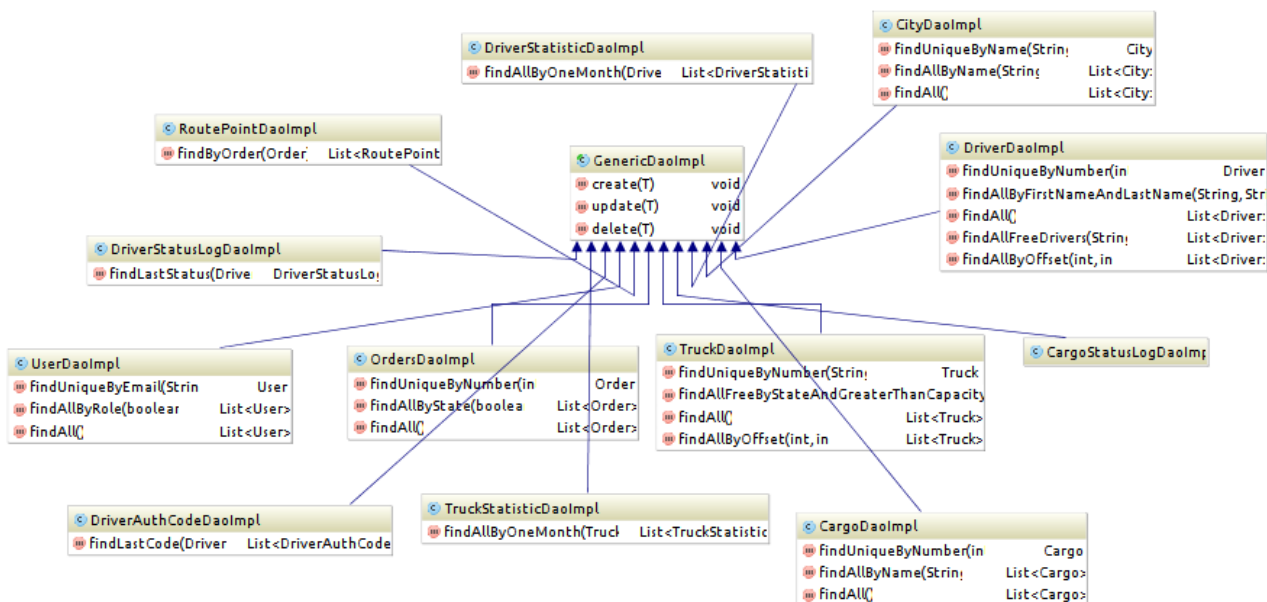 CityDaoImpl
findUniqueByName(String City
findAllByName(String List<City:
findAll() List<City:
DriverStatisticDaoImpl
findAllByOneMonth(Drive List<DriverStatisti
RoutePointDaoImpl
findByOrder(Order) List<RoutePoint
GenericDaoImpl
create(T) void
update(T) void
delete(T) void
DriverDaoImpl
findUniqueByNumber(in Driver
findAllByFirstNameAndLastName(String, Str
findAll() List<Driver:
findAllFreeDrivers(String List<Driver:
findAllByOffset(int, in List<Driver:
DriverStatusLogDaoImpl
findLastStatus(Drive DriverStatusLog
UserDaoImpl
findUniqueByEmail(Strin User
findAllByRole(boolear List<User>
findAll() List<User>
OrdersDaoImpl
findUniqueByNumber(in Order
findAllByState(boolea List<Order>
findAll() List<Order>
TruckDaoImpl
findUniqueByNumber(String Truck
findAllFreeByStateAndGreaterThanCapacity
findAll() List<Truck>
findAllByOffset(int, in List<Truck>
CargoStatusLogDaoImp
DriverAuthCodeDaoImpl
findLastCode(Driver List<DriverAuthCode
TruckStatisticDaoImpl
findAllByOneMonth(Truck List<TruckStatistic
CargoDaoImpl
findUniqueByNumber(in Cargo
findAllByName(String List<Cargo>
findAll() List<Cargo>